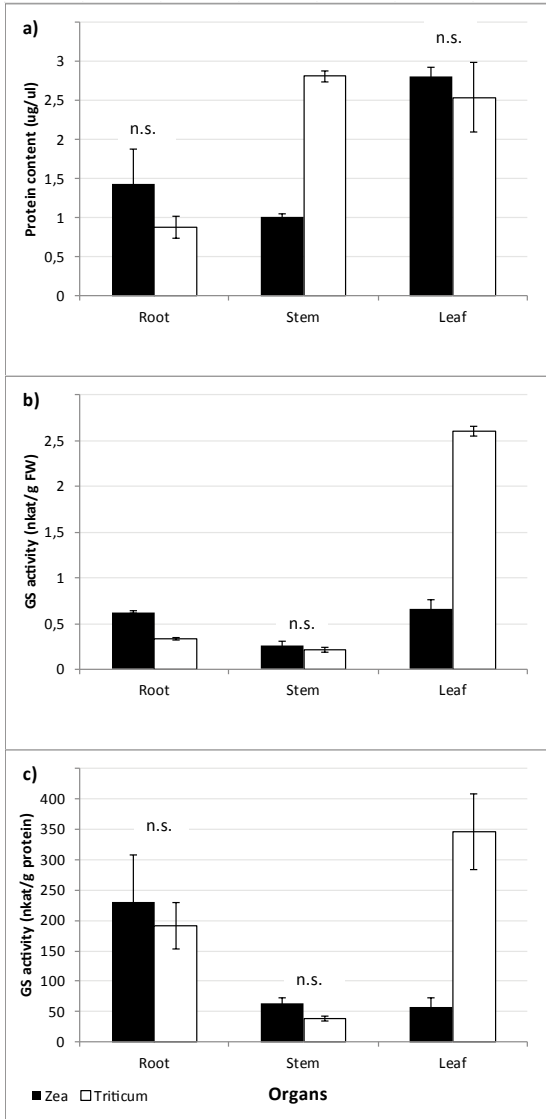 a)
Protein content (ug/ul)
3
2,5
2
1,5
1
0,5
0
n.s.
n.s.
Root Stem Leaf
b)
GS activity (nkat/g FW)
2,5
2
1,5
1
0,5
0
n.s.
Root Stem Leaf
c)
GS activity (nkat/g protein)
400
350
300
250
200
150
100
50
0
n.s.
n.s.
Root Stem Leaf
Zea Triticum
Organs